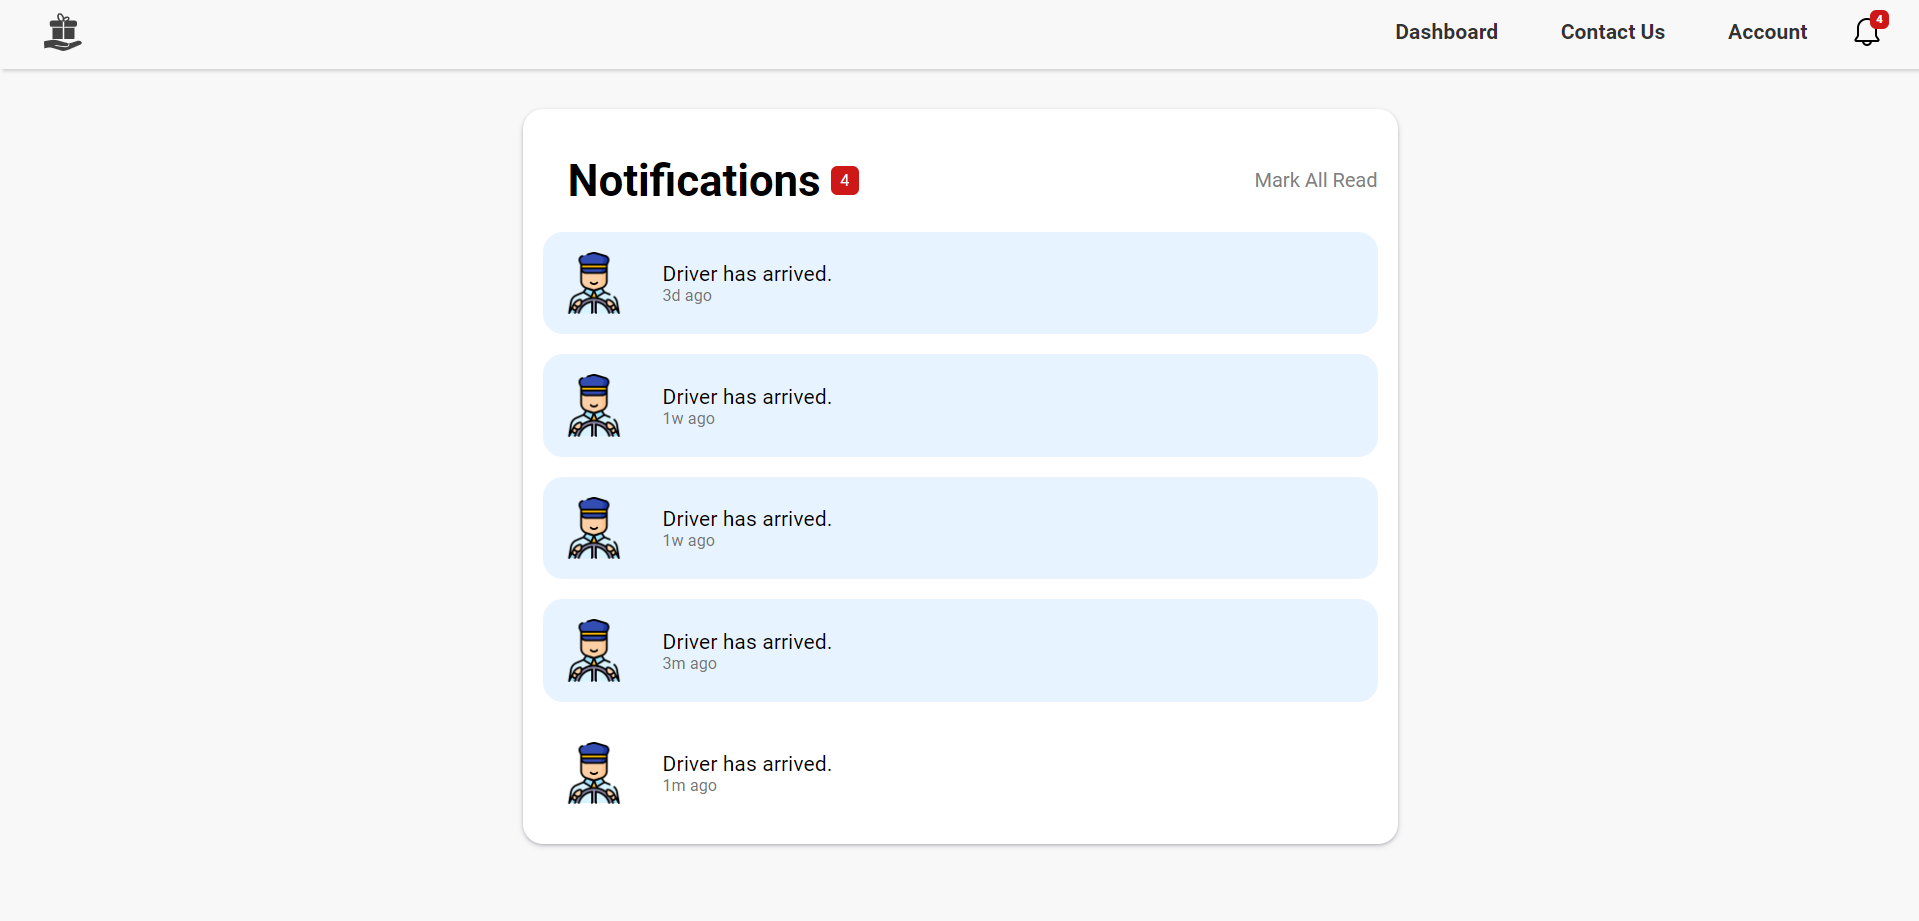 Dashboard Contact Us Account 4
Notifications 4 Mark All Read
Driver has arrived.
3d ago
Driver has arrived.
1w ago
Driver has arrived.
1w ago
Driver has arrived.
3m ago
Driver has arrived.
1m ago